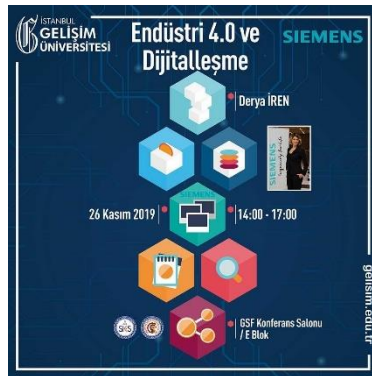 İSTANBUL
GELİŞİM
ÜNİVERSİTESİ
Endüstri 4.0 ve
Dijitalleşme
SIEMENS
Derya İREN
SIEMENS
SIEMENS
26 Kasım 2019
14:00 - 17:00
GSF Konferans Salonu
/ E Blok
gelisim.edu.tr